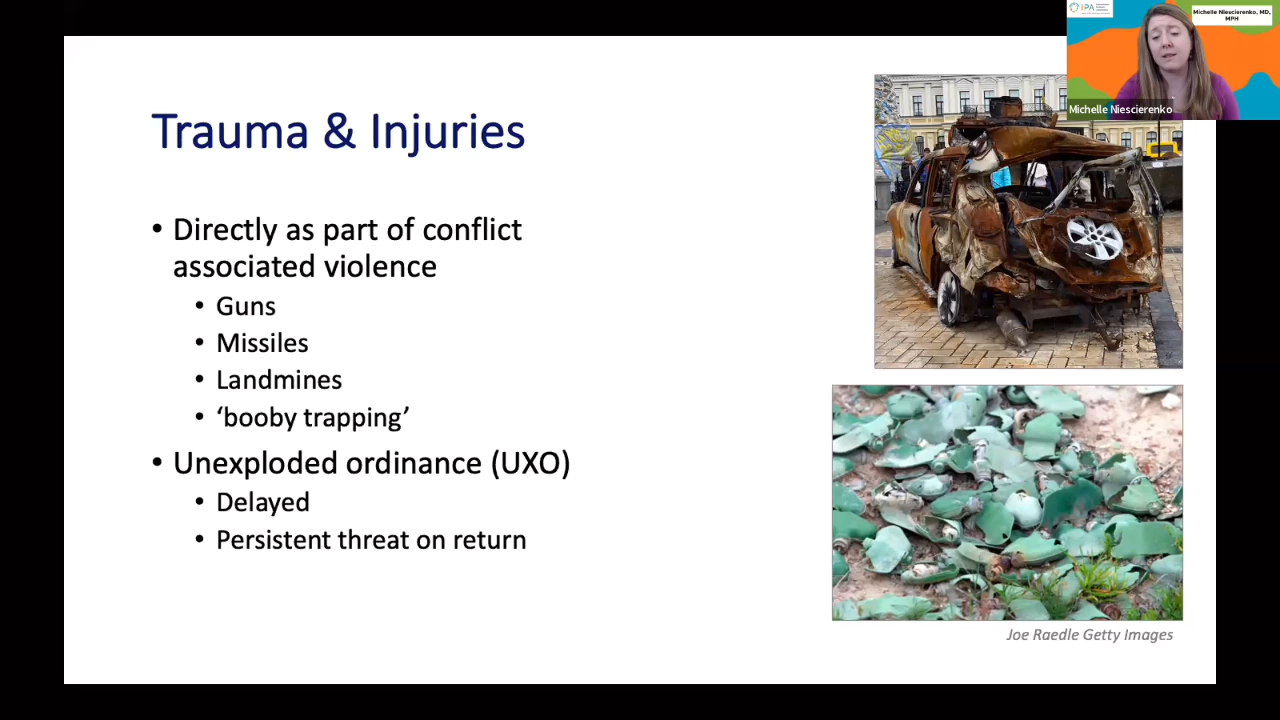 IPA
Michelle Niescierenko, MD,
MPH
Michelle Niescierenko
Trauma & Injuries
• Directly as part of conflict
associated violence
• Guns
• Missiles
• Landmines
• ‘booby trapping’
• Unexploded ordinance (UXO)
• Delayed
• Persistent threat on return
Joe Raedle Getty Images